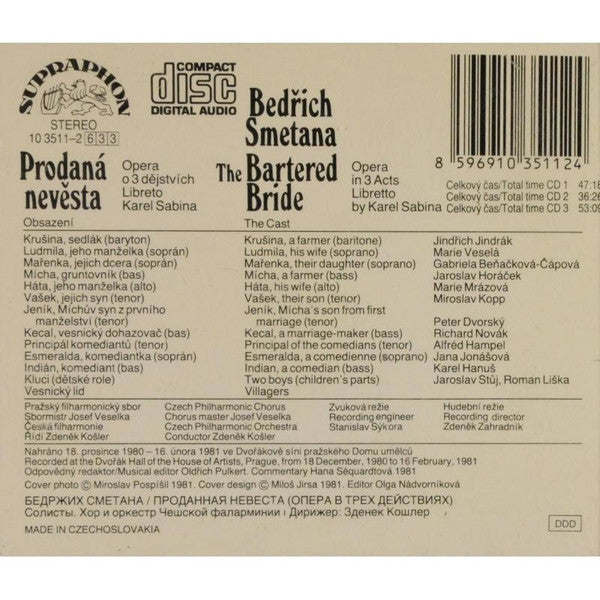 SUPRAPHON
COMPACT
disc
DIGITAL AUDIO
STEREO
10 3511-2 633
Prodaná
nevěsta
Opera
o 3 dějstvích
Libreto
Karel Sabina
Bedřich
Smetana
The Bartered
Bride
Opera
in 3 Acts
Libretto
by Karel Sabina
8 596910 351124
Celkový čas/Total time CD 1 47:18
Celkový čas/Total time CD 2 36:26
Celkový čas/Total time CD 3 53:09
Obsazení
The Cast
Krušina, sedlák (baryton) Krušina, a farmer (baritone) Jindřich Jindrák
Ludmila, jeho manželka (soprán) Ludmila, his wife (soprano) Marie Veselá
Mařenka, jejich dcera (soprán) Mařenka, their daughter (soprano) Gabriela Beňačková-Čápová
Mícha, gruntovník (bas) Mícha, a farmer (bass) Jaroslav Horáček
Háta, jeho manželka (alto) Háta, his wife (alto) Marie Mrázová
Vašek, jejich syn (tenor) Vašek, their son (tenor) Miroslav Kopp
Jeník, Míchův syn z prvního Jeník, Mícha's son from first
manželství (tenor) marriage (tenor) Peter Dvorský
Kecal, vesnický dohazovač (bas) Kecal, a marriage-maker (bass) Richard Novák
Principál komediantů (tenor) Principal of the comedians (tenor) Alfréd Hampel
Esmeralda, komediantka (soprán) Esmeralda, a comedienne (soprano) Jana Jonášová
Indián, komediant (bas) Indian, a comedian (bass) Karel Hanuš
Kluci (dětské role) Two boys (children's parts) Jaroslav Stůj, Roman Liška
Vesnický lid Villagers
Pražský filharmonický sbor Czech Philharmonic Chorus Zvuková režie Hudební režie
Sbormistr Josef Veselka Chorus master Josef Veselka Recording engineer Recording director
Česká filharmonie Czech Philharmonic Orchestra Stanislav Sýkora Zdeněk Zahradník
Řídí Zdeněk Košler Conductor Zdeněk Košler
Nahráno 18. prosince 1980 – 16. února 1981 ve Dvořákově síni pražského Domu umělců
Recorded at the Dvořák Hall of the House of Artists, Prague, from 18 December, 1980 to 16 February, 1981
Odpovědný redaktor/Musical editor Oldřich Pulkert. Commentary Hana Séquardtová 1981
Cover photo © Miroslav Pospíšil 1981. Cover design © Miloš Jirsa 1981. Editor Olga Nádvorníková
БЕДРЖИХ СМЕТАНА / ПРОДАННАЯ НЕВЕСТА (ОПЕРА В ТРЕХ ДЕЙСТВИЯХ)
Солисты. Хор и оркестр Чешской фаларминии ı Дирижер: Зденек Кошлер
MADE IN CZECHOSLOVAKIA
DDD